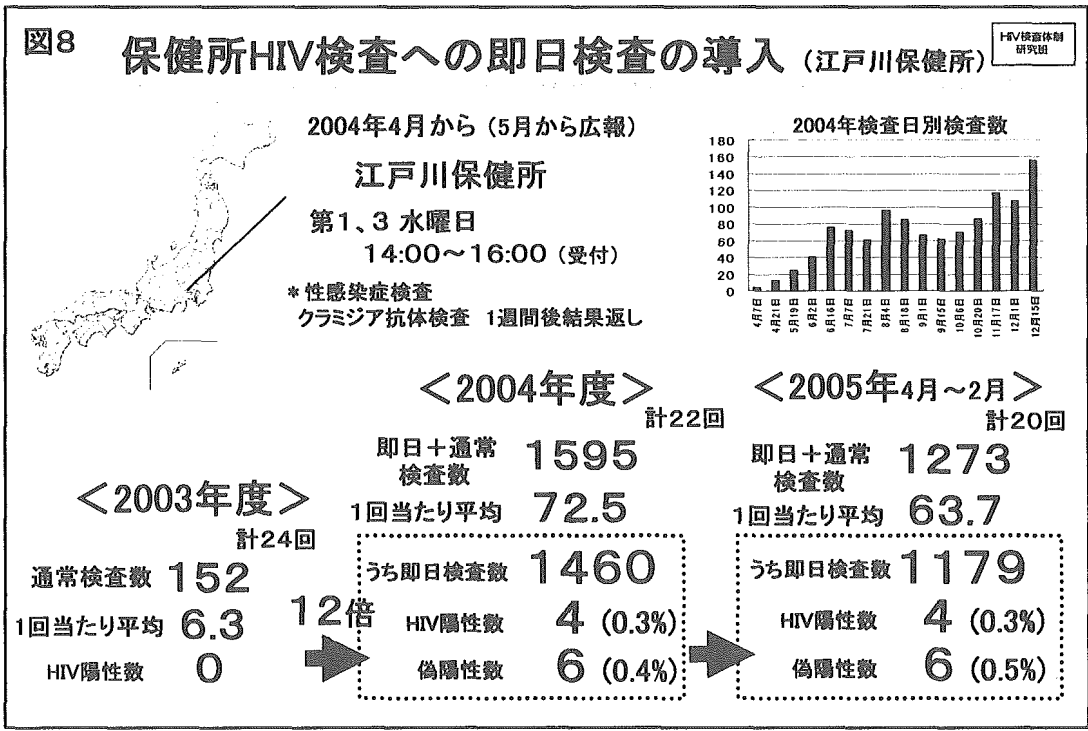 図8
保健所HIV検査への即日検査の導入 (江戸川保健所)
HIV検査体制
研究班
2004年4月から (5月から広報)
江戸川保健所
第1、3 水曜日
14:00～16:00 (受付)
*性感染症検査
クラミジア抗体検査 1週間後結果返し
2004年検査日別検査数
180
160
140
120
100
80
60
40
20
0
4月7日
4月21日
5月19日
6月2日
6月16日
7月7日
7月21日
8月4日
8月18日
9月1日
9月15日
10月6日
10月20日
11月17日
12月1日
12月15日
＜2003年度＞
計24回
通常検査数 152
1回当たり平均 6.3
HIV陽性数 0
12倍
＜2004年度＞
計22回
即日＋通常
検査数 1595
1回当たり平均 72.5
うち即日検査数 1460
HIV陽性数 4 (0.3%)
偽陽性数 6 (0.4%)
＜2005年4月～2月＞
計20回
即日＋通常
検査数 1273
1回当たり平均 63.7
うち即日検査数 1179
HIV陽性数 4 (0.3%)
偽陽性数 6 (0.5%)